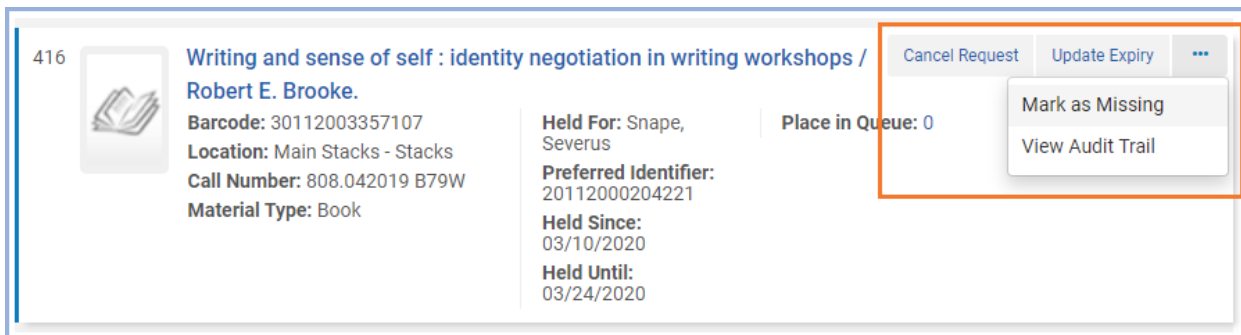 416
Writing and sense of self : identity negotiation in writing workshops /
Robert E. Brooke.
Barcode: 30112003357107
Location: Main Stacks - Stacks
Call Number: 808.042019 B79W
Material Type: Book
Held For: Snape,
Severus
Preferred Identifier:
20112000204221
Held Since:
03/10/2020
Held Until:
03/24/2020
Place in Queue: 0
Cancel Request
Update Expiry
•••
Mark as Missing
View Audit Trail